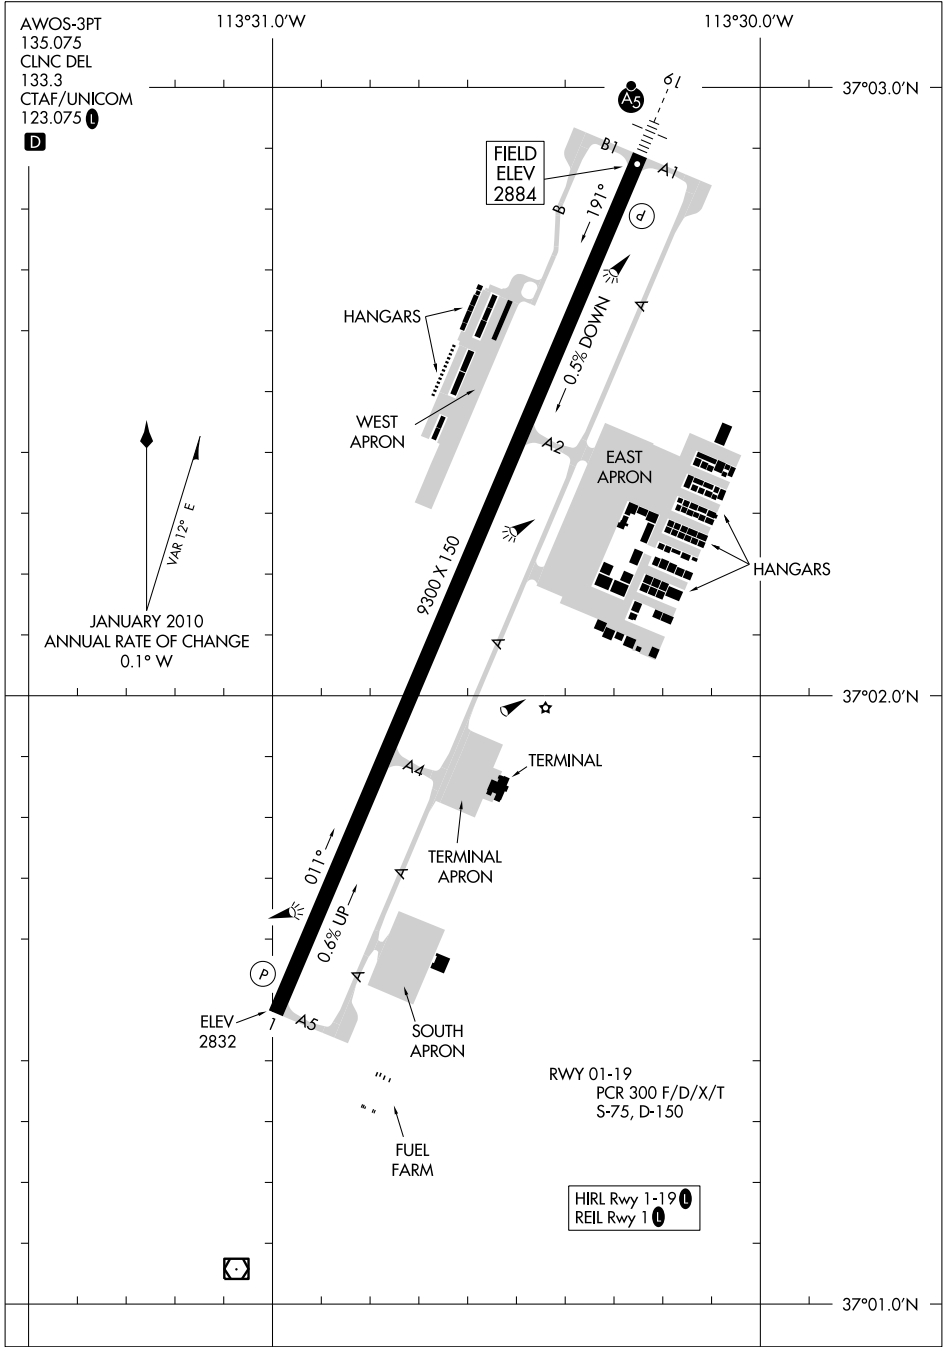 AWOS-3PT
135.075
CLNC DEL
133.3
CTAF/UNICOM
123.075 L
D
113°31.0'W
113°30.0'W
37°03.0'N
A5
19
FIELD
ELEV
2884
B1
A1
B
191°
P
A
HANGARS
0.5% DOWN
WEST
APRON
A2
EAST
APRON
VAR 12° E
HANGARS
9300 X 150
JANUARY 2010
ANNUAL RATE OF CHANGE
0.1° W
A
37°02.0'N
A4
TERMINAL
TERMINAL
APRON
011°
A
0.6% UP
P
A
ELEV
2832
1
A5
SOUTH
APRON
RWY 01-19
PCR 300 F/D/X/T
S-75, D-150
FUEL
FARM
HIRL Rwy 1-19 L
REIL Rwy 1 L
37°01.0'N